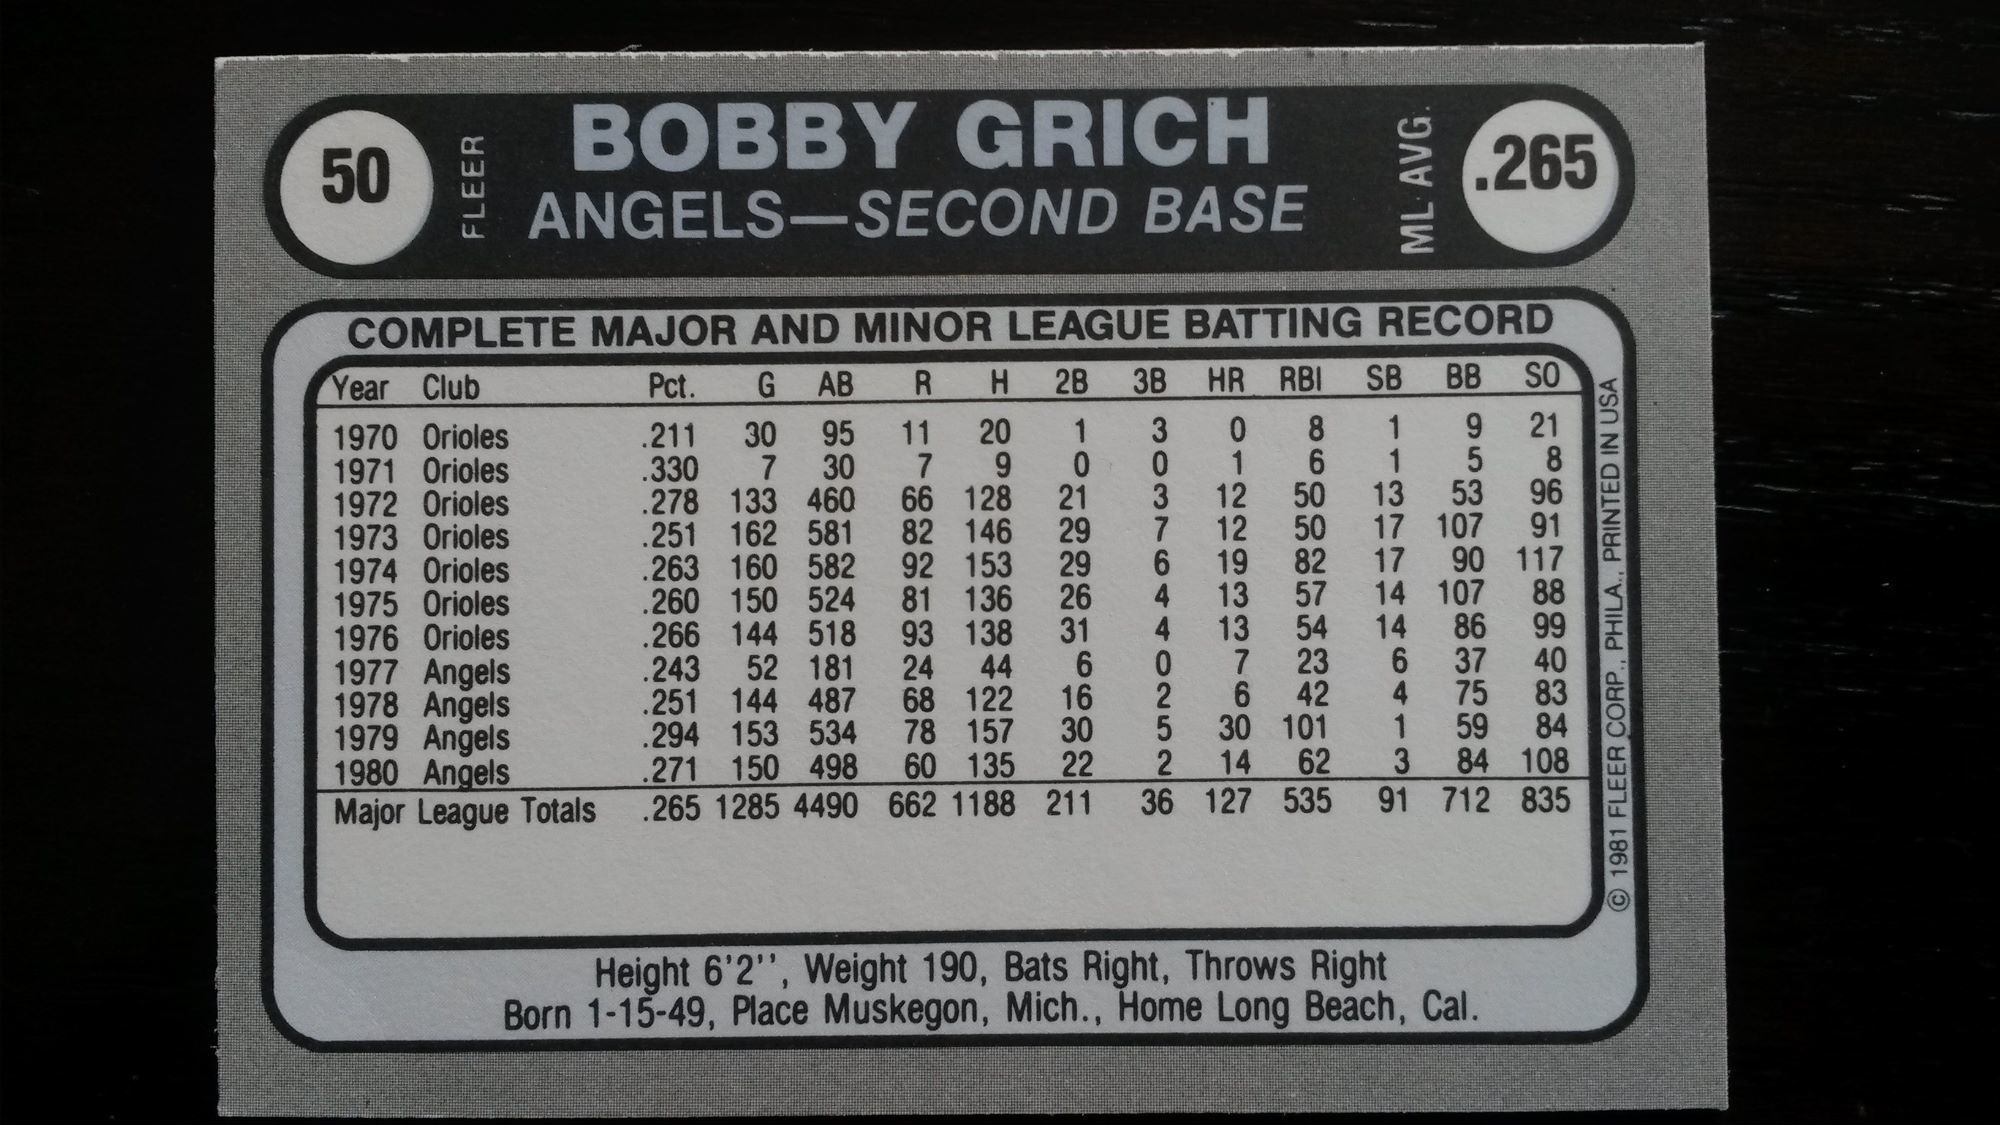 50 FLEER BOBBY GRICH ML AVG. .265
ANGELS—SECOND BASE
COMPLETE MAJOR AND MINOR LEAGUE BATTING RECORD
Year Club Pct. G AB R H 2B 3B HR RBI SB BB SO
1970 Orioles .211 30 95 11 20 1 3 0 8 1 9 21
1971 Orioles .330 7 30 7 9 0 0 1 6 1 5 8
1972 Orioles .278 133 460 66 128 21 3 12 50 13 53 96
1973 Orioles .251 162 581 82 146 29 7 12 50 17 107 91
1974 Orioles .263 160 582 92 153 29 6 19 82 17 90 117
1975 Orioles .260 150 524 81 136 26 4 13 57 14 107 88
1976 Orioles .266 144 518 93 138 31 4 13 54 14 86 99
1977 Angels .243 52 181 24 44 6 0 7 23 6 37 40
1978 Angels .251 144 487 68 122 16 2 6 42 4 75 83
1979 Angels .294 153 534 78 157 30 5 30 101 1 59 84
1980 Angels .271 150 498 60 135 22 2 14 62 3 84 108
Major League Totals .265 1285 4490 662 1188 211 36 127 535 91 712 835
Height 6'2'', Weight 190, Bats Right, Throws Right
Born 1-15-49, Place Muskegon, Mich., Home Long Beach, Cal.
© 1981 FLEER CORP., PHILA., PRINTED IN USA